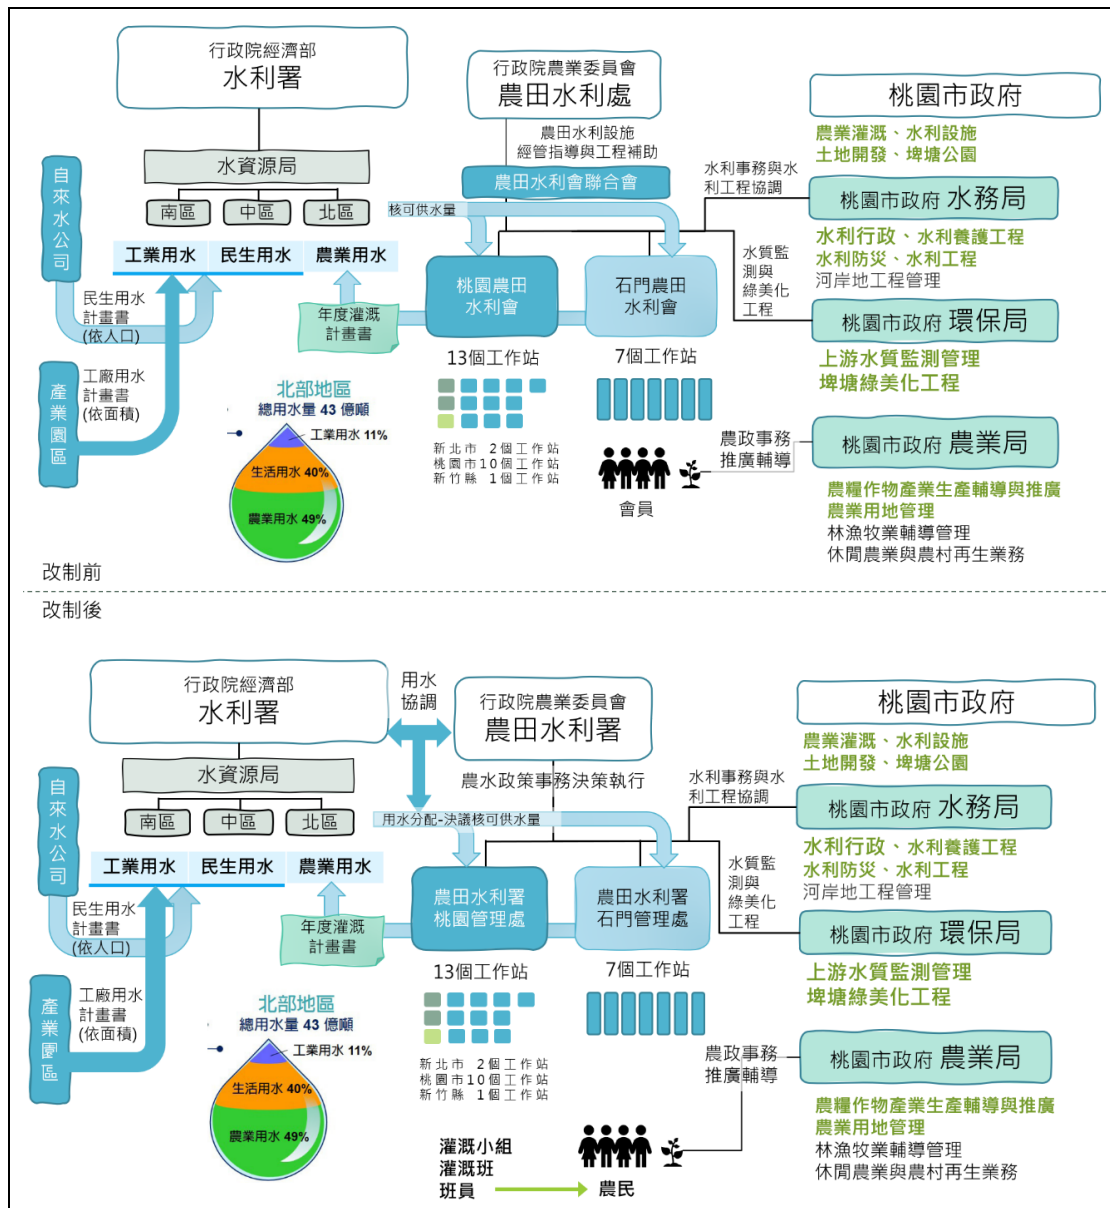 行政院經濟部
水利署
水資源局
南區
中區
北區
自來水公司
工業用水
民生用水
農業用水
民生用水
計畫書
(依人口)
工廠用水
計畫書
(依面積)
產業園區
年度灌溉
計畫書
北部地區
總用水量 43 億噸
工業用水 11%
生活用水 40%
農業用水 49%
行政院農業委員會
農田水利處
農田水利設施
經管指導與工程補助
農田水利會聯合會
核可供水量
桃園農田
水利會
石門農田
水利會
13個工作站
7個工作站
新北市 2個工作站
桃園市10個工作站
新竹縣 1個工作站
會員
水利事務與水
利工程協調
水質監
測與
綠美化
工程
農政事務
推廣輔導
桃園市政府
農業灌溉、水利設施
土地開發、埤塘公園
桃園市政府 水務局
水利行政、水利養護工程
水利防災、水利工程
河岸地工程管理
桃園市政府 環保局
上游水質監測管理
埤塘綠美化工程
桃園市政府 農業局
農糧作物產業生產輔導與推廣
農業用地管理
林漁牧業輔導管理
休閒農業與農村再生業務
改制前
改制後
行政院經濟部
水利署
水資源局
南區
中區
北區
自來水公司
工業用水
民生用水
農業用水
民生用水
計畫書
(依人口)
工廠用水
計畫書
(依面積)
產業園區
年度灌溉
計畫書
北部地區
總用水量 43 億噸
工業用水 11%
生活用水 40%
農業用水 49%
用水
協調
行政院農業委員會
農田水利署
農水政策事務決策執行
用水分配-決議核可供水量
農田水利署
桃園管理處
農田水利署
石門管理處
13個工作站
7個工作站
新北市 2個工作站
桃園市10個工作站
新竹縣 1個工作站
灌溉小組
灌溉班
班員
農民
水利事務與水
利工程協調
水質監
測與
綠美化
工程
農政事務
推廣輔導
桃園市政府
農業灌溉、水利設施
土地開發、埤塘公園
桃園市政府 水務局
水利行政、水利養護工程
水利防災、水利工程
河岸地工程管理
桃園市政府 環保局
上游水質監測管理
埤塘綠美化工程
桃園市政府 農業局
農糧作物產業生產輔導與推廣
農業用地管理
林漁牧業輔導管理
休閒農業與農村再生業務